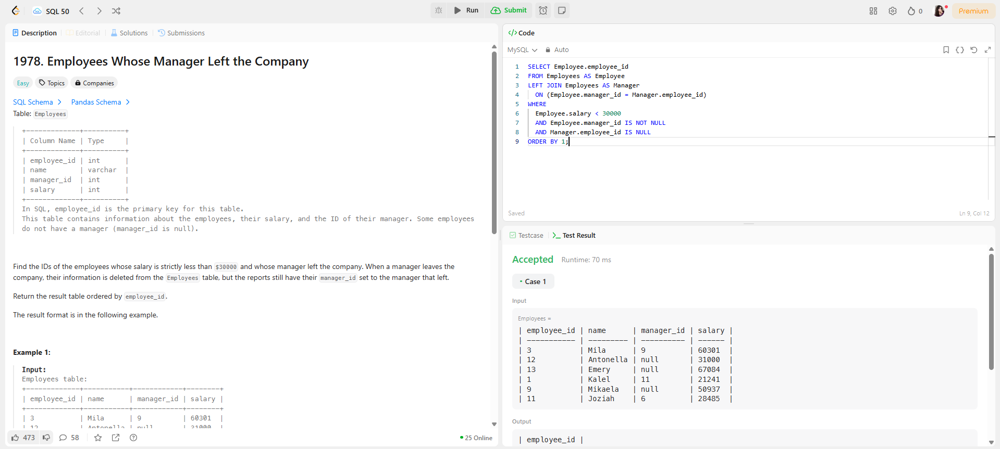 SQL 50
Run
Submit
0
Premium
Description
Editorial
Solutions
Submissions
1978. Employees Whose Manager Left the Company
Easy
Topics
Companies
SQL Schema
Pandas Schema
Table: Employees
+-------------+----------+
| Column Name | Type     |
+-------------+----------+
| employee_id | int      |
| name        | varchar  |
| manager_id  | int      |
| salary      | int      |
+-------------+----------+
In SQL, employee_id is the primary key for this table.
This table contains information about the employees, their salary, and the ID of their manager. Some employees
do not have a manager (manager_id is null).
Find the IDs of the employees whose salary is strictly less than $30000 and whose manager left the company. When a manager leaves the
company, their information is deleted from the Employees table, but the reports still have their manager_id set to the manager that left.
Return the result table ordered by employee_id.
The result format is in the following example.
Example 1:
Input:
Employees table:
+-------------+-----------+------------+--------+
| employee_id | name      | manager_id | salary |
+-------------+-----------+------------+--------+
| 3           | Mila      | 9          | 60301  |
| 12          | Antonella | null       | 31000  |
473
58
25 Online
Code
MySQL
Auto
1 SELECT Employee.employee_id
2 FROM Employees AS Employee
3 LEFT JOIN Employees AS Manager
4   ON (Employee.manager_id = Manager.employee_id)
5 WHERE
6   Employee.salary < 30000
7   AND Employee.manager_id IS NOT NULL
8   AND Manager.employee_id IS NULL
9 ORDER BY 1;
Saved
Ln 9, Col 12
Testcase
Test Result
Accepted
Runtime: 70 ms
Case 1
Input
Employees =
| employee_id | name      | manager_id | salary |
| ----------- | --------- | ---------- | ------ |
| 3           | Mila      | 9          | 60301  |
| 12          | Antonella | null       | 31000  |
| 13          | Emery     | null       | 67084  |
| 1           | Kalel     | 11         | 21241  |
| 9           | Mikaela   | null       | 50937  |
| 11          | Joziah    | 6          | 28485  |
Output
| employee_id |